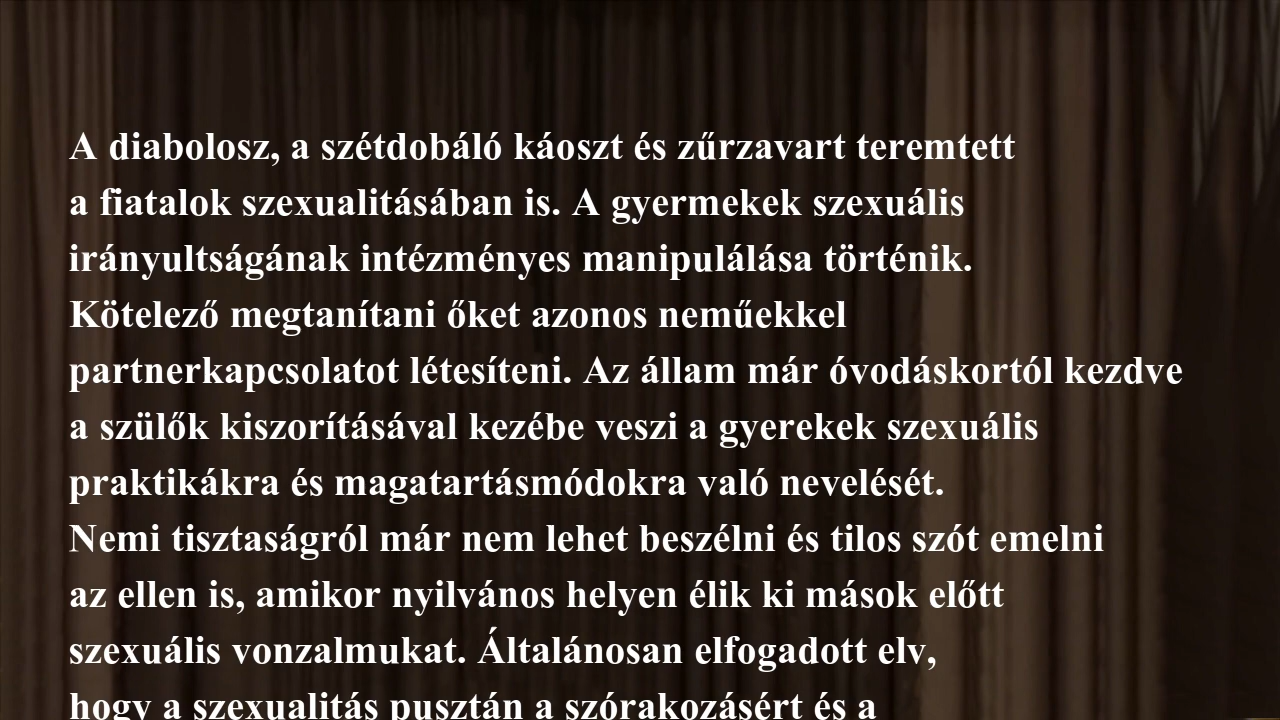 A diabolosz, a szétdobáló káoszt és zűrzavart teremtett
a fiatalok szexualitásában is. A gyermekek szexuális
irányultságának intézményes manipulálása történik.
Kötelező megtanítani őket azonos neműekkel
partnerkapcsolatot létesíteni. Az állam már óvodáskortól kezdve
a szülők kiszorításával kezébe veszi a gyerekek szexuális
praktikákra és magatartásmódokra való nevelését.
Nemi tisztaságról már nem lehet beszélni és tilos szót emelni
az ellen is, amikor nyilvános helyen élik ki mások előtt
szexuális vonzalmukat. Általánosan elfogadott elv,
hogy a szexualitás pusztán a szórakozásért és a